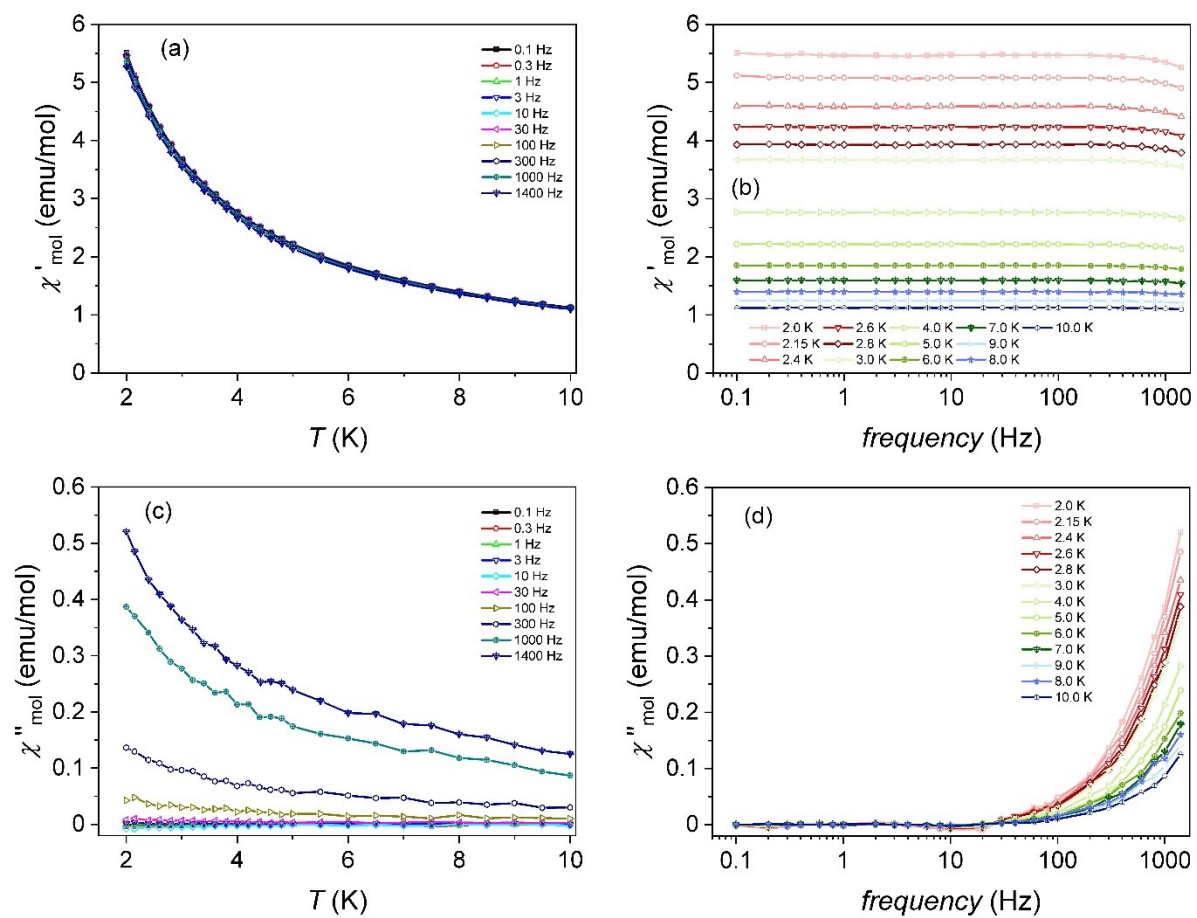 (a)
0.1 Hz
0.3 Hz
1 Hz
3 Hz
10 Hz
30 Hz
100 Hz
300 Hz
1000 Hz
1400 Hz
6
5
4
3
2
1
0
χ'mol (emu/mol)
2 4 6 8 10
T (K)
(b)
6
5
4
3
2
1
0
χ'mol (emu/mol)
2.0 K 2.6 K 4.0 K 7.0 K 10.0 K
2.15 K 2.8 K 5.0 K 9.0 K
2.4 K 3.0 K 6.0 K 8.0 K
0.1 1 10 100 1000
frequency (Hz)
(c)
0.1 Hz
0.3 Hz
1 Hz
3 Hz
10 Hz
30 Hz
100 Hz
300 Hz
1000 Hz
1400 Hz
0.6
0.5
0.4
0.3
0.2
0.1
0
χ"mol (emu/mol)
2 4 6 8 10
T (K)
(d)
2.0 K
2.15 K
2.4 K
2.6 K
2.8 K
3.0 K
4.0 K
5.0 K
6.0 K
7.0 K
9.0 K
8.0 K
10.0 K
0.6
0.5
0.4
0.3
0.2
0.1
0
χ"mol (emu/mol)
0.1 1 10 100 1000
frequency (Hz)